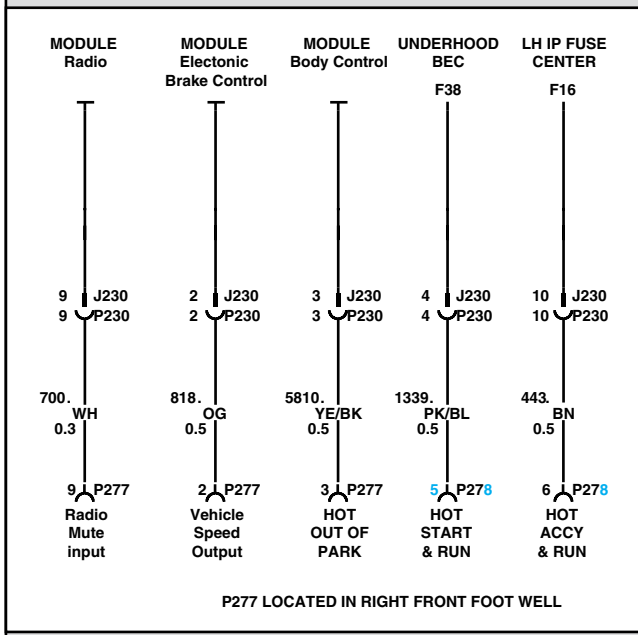 MODULE
Radio
MODULE
Electonic
Brake Control
MODULE
Body Control
UNDERHOOD
BEC
F38
LH IP FUSE
CENTER
F16
9 J230
9 P230
2 J230
2 P230
3 J230
3 P230
4 J230
4 P230
10 J230
10 P230
700.
WH
0.3
818.
OG
0.5
5810.
YE/BK
0.5
1339.
PK/BL
0.5
443.
BN
0.5
9 P277
Radio
Mute
input
2 P277
Vehicle
Speed
Output
3 P277
HOT
OUT OF
PARK
5 P278
HOT
START
& RUN
6 P278
HOT
ACCY
& RUN
P277 LOCATED IN RIGHT FRONT FOOT WELL